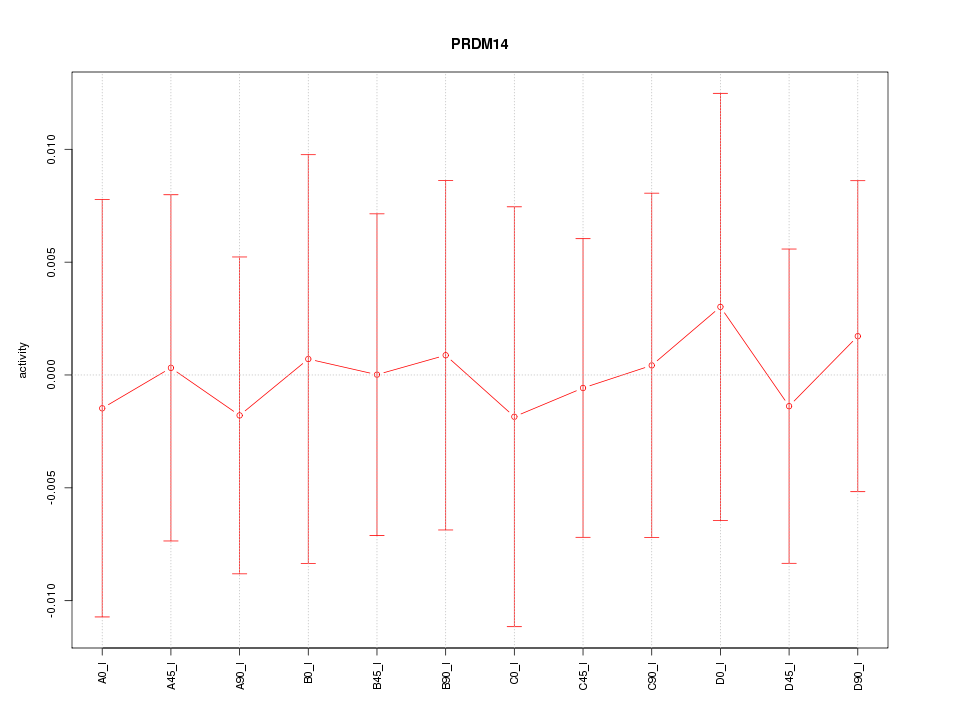 PRDM14
activity
0.010
0.005
0.000
-0.005
-0.010
A0_I
A45_I
A90_I
B0_I
B45_I
B90_I
C0_I
C45_I
C90_I
D0_I
D45_I
D90_I